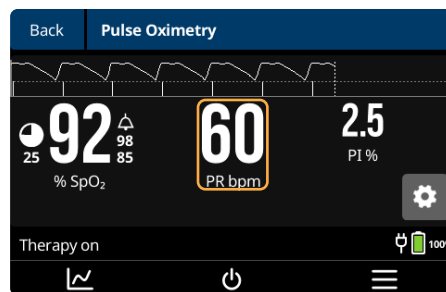 Back Pulse Oximetry
25 92 98 85 60 2.5
% SpO₂ PR bpm PI %
Therapy on 100%